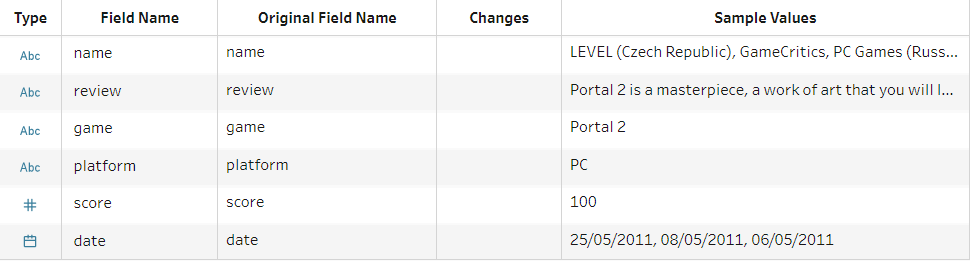 Type Field Name Original Field Name Changes Sample Values
Abc name name LEVEL (Czech Republic), GameCritics, PC Games (Russ...
Abc review review Portal 2 is a masterpiece, a work of art that you will l...
Abc game game Portal 2
Abc platform platform PC
# score score 100
date date 25/05/2011, 08/05/2011, 06/05/2011